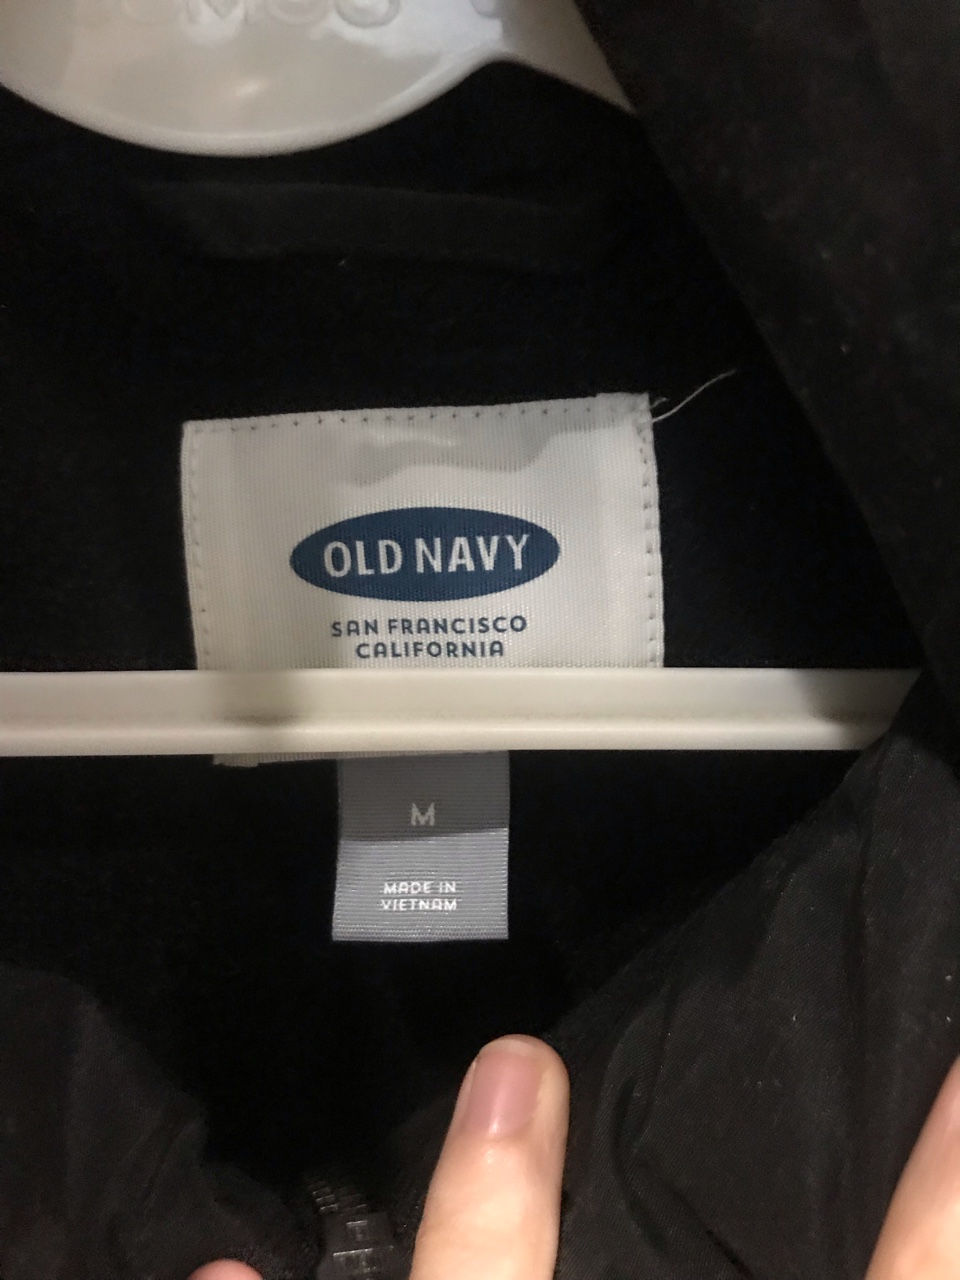 OLD NAVY
SAN FRANCISCO
CALIFORNIA
M
MADE IN
VIETNAM